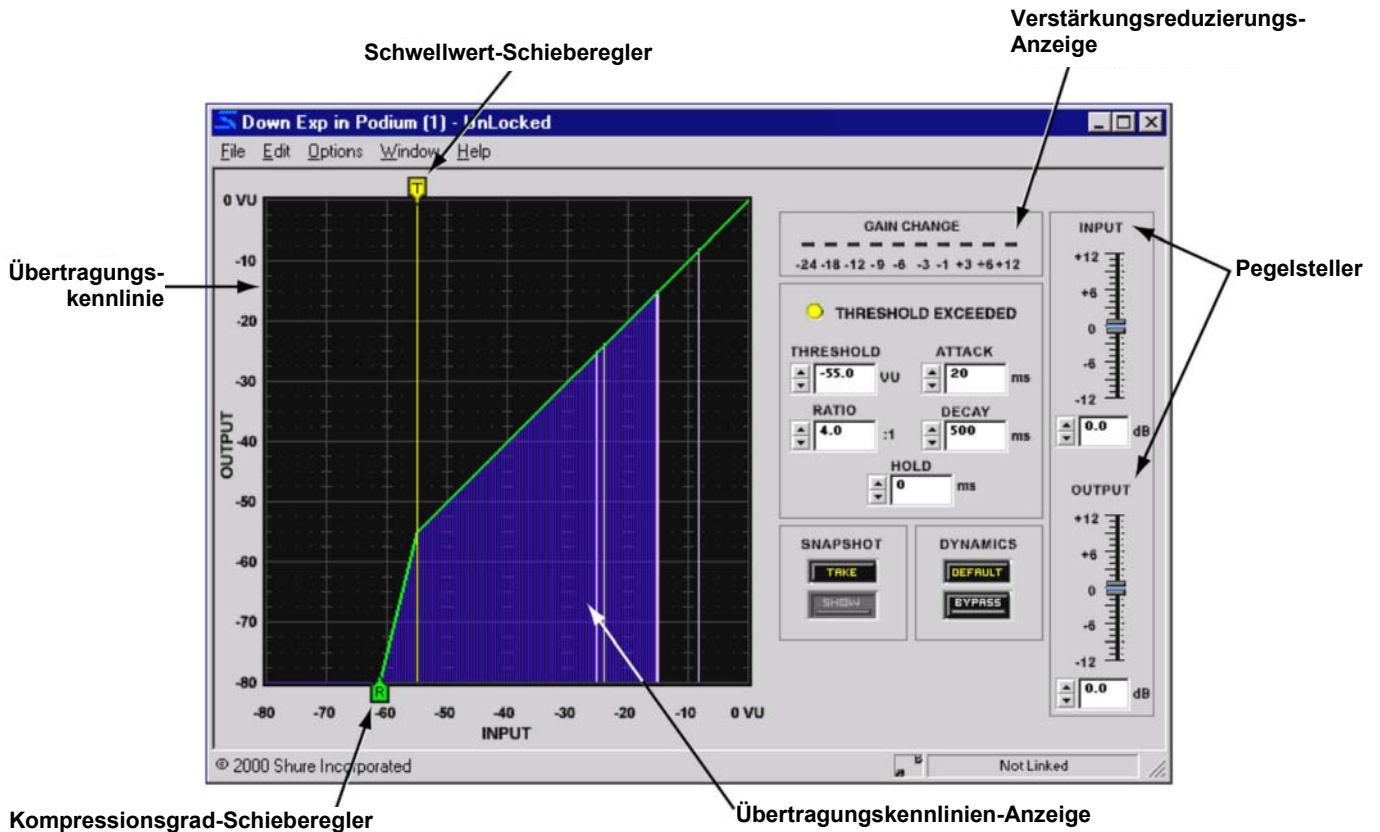 Verstärkungsreduzierungs-
Anzeige
Schwellwert-Schieberegler
Down Exp in Podium (1) - UnLocked
File Edit Options Window Help
T
0 VU
-10
-20
-30
-40
-50
-60
-70
-80
OUTPUT
R
-80 -70 -60 -50 -40 -30 -20 -10 0 VU
INPUT
Übertragungs-
kennlinie
GAIN CHANGE
-24 -18 -12 -9 -6 -3 -1 +3 +6 +12
THRESHOLD EXCEEDED
THRESHOLD ATTACK
-55.0 VU 20 ms
RATIO DECAY
4.0 :1 500 ms
HOLD
0 ms
SNAPSHOT DYNAMICS
TAKE DEFAULT
SHOW BYPASS
INPUT
+12
+6
0
-6
-12
0.0 dB
OUTPUT
+12
+6
0
-6
-12
0.0 dB
Pegelsteller
© 2000 Shure Incorporated
Not Linked
Kompressionsgrad-Schieberegler
Übertragungskennlinien-Anzeige